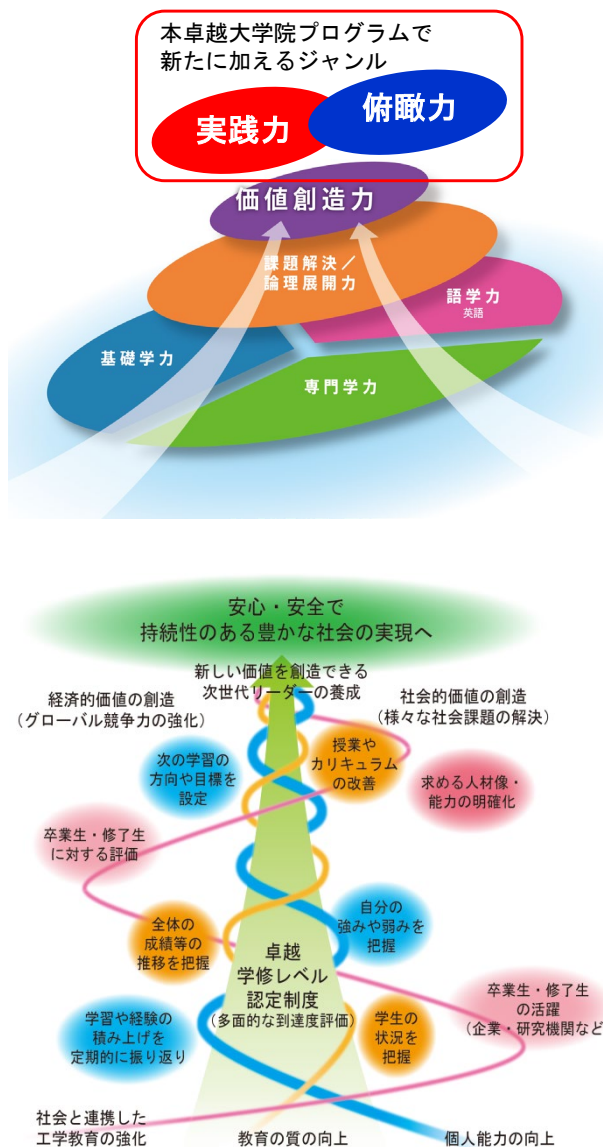 本卓越大学院プログラムで
新たに加えるジャンル
実践力
俯瞰力
価値創造力
課題解決／
論理展開力
語学力
英語
基礎学力
専門学力
安心・安全で
持続性のある豊かな社会の実現へ
新しい価値を創造できる
次世代リーダーの養成
経済的価値の創造
（グローバル競争力の強化）
社会的価値の創造
（様々な社会課題の解決）
次の学習の
方向や目標を
設定
授業や
カリキュラム
の改善
求める人材像・
能力の明確化
卒業生・修了生
に対する評価
全体の
成績等の
推移を把握
自分の
強みや弱みを
把握
卓越
学修レベル
認定制度
（多面的な到達度評価）
学習や経験の
積み上げを
定期的に振り返り
学生の
状況を
把握
卒業生・修了生
の活躍
（企業・研究機関など）
社会と連携した
工学教育の強化
教育の質の向上
個人能力の向上